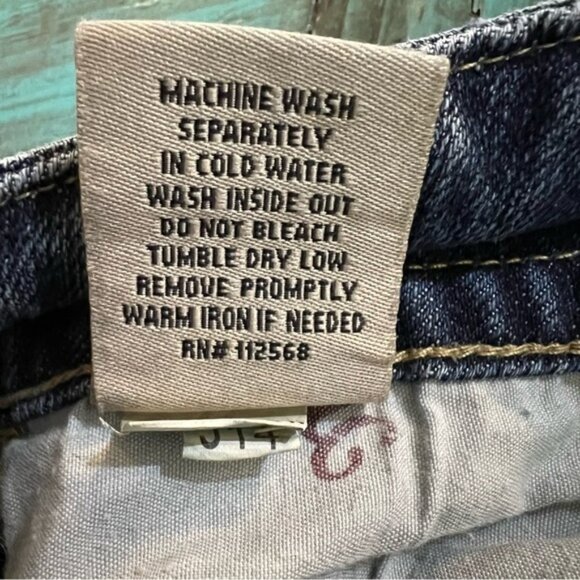 MACHINE WASH
SEPARATELY
IN COLD WATER
WASH INSIDE OUT
DO NOT BLEACH
TUMBLE DRY LOW
REMOVE PROMPTLY
WARM IRON IF NEEDED
RN# 112568